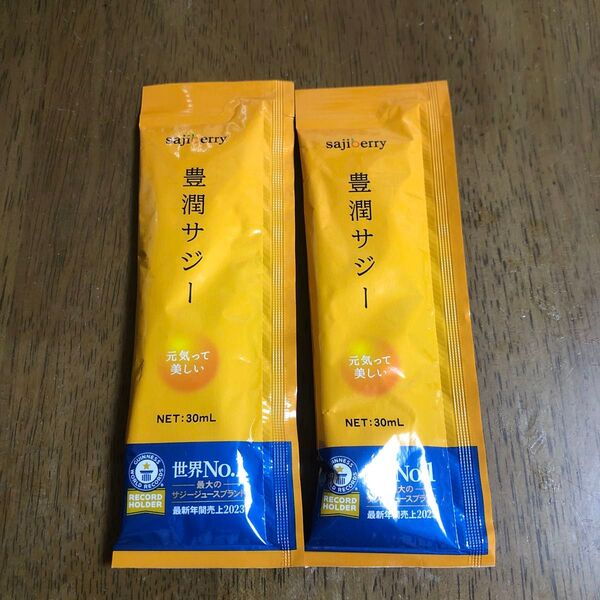 sajiberry
豊潤サジー
元気って
美しい
NET:30mL
GUINNESS
WORLD RECORDS
RECORD
HOLDER
世界No.1
最大の
サジージュースブランド
最新年間売上2023
sajiberry
豊潤サジー
元気って
美しい
NET:30mL
RECORD
HOLDER
No.1
最大の
ジュースブラン
最新年間売上202